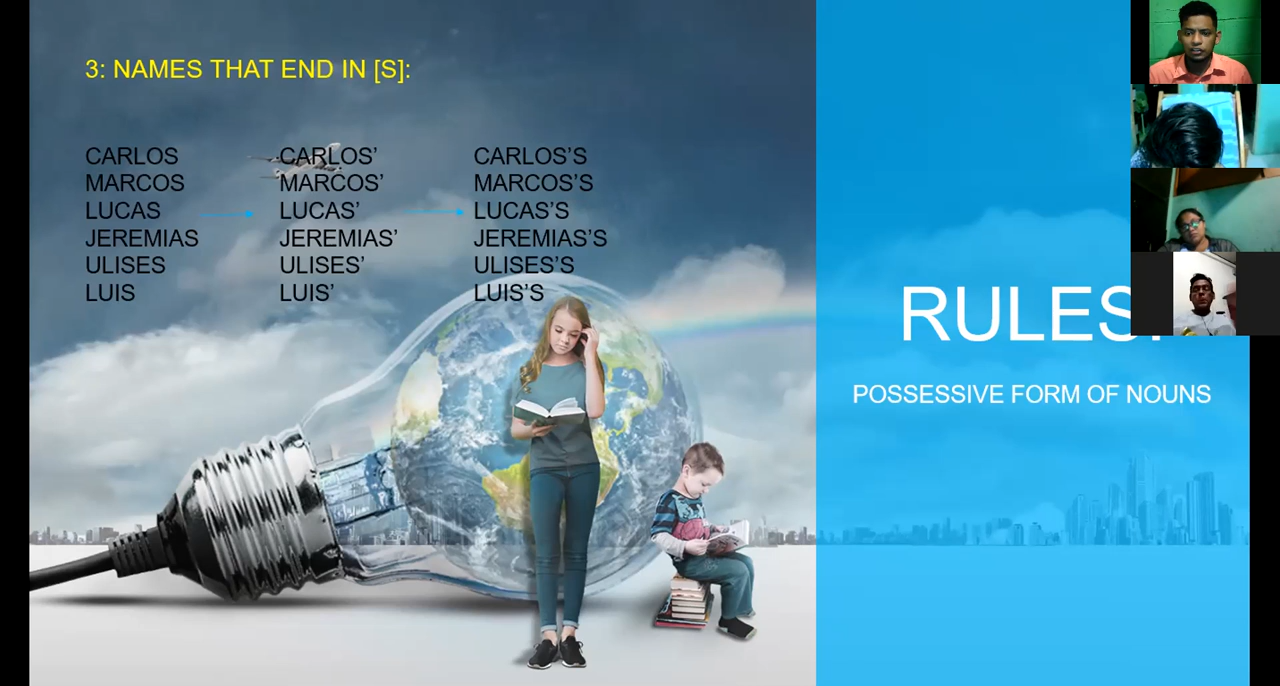 3: NAMES THAT END IN [S]:
CARLOS CARLOS’ CARLOS’S
MARCOS MARCOS’ MARCOS’S
LUCAS LUCAS’ LUCAS’S
JEREMIAS JEREMIAS’ JEREMIAS’S
ULISES ULISES’ ULISES’S
LUIS LUIS’ LUIS’S
RULES:
POSSESSIVE FORM OF NOUNS